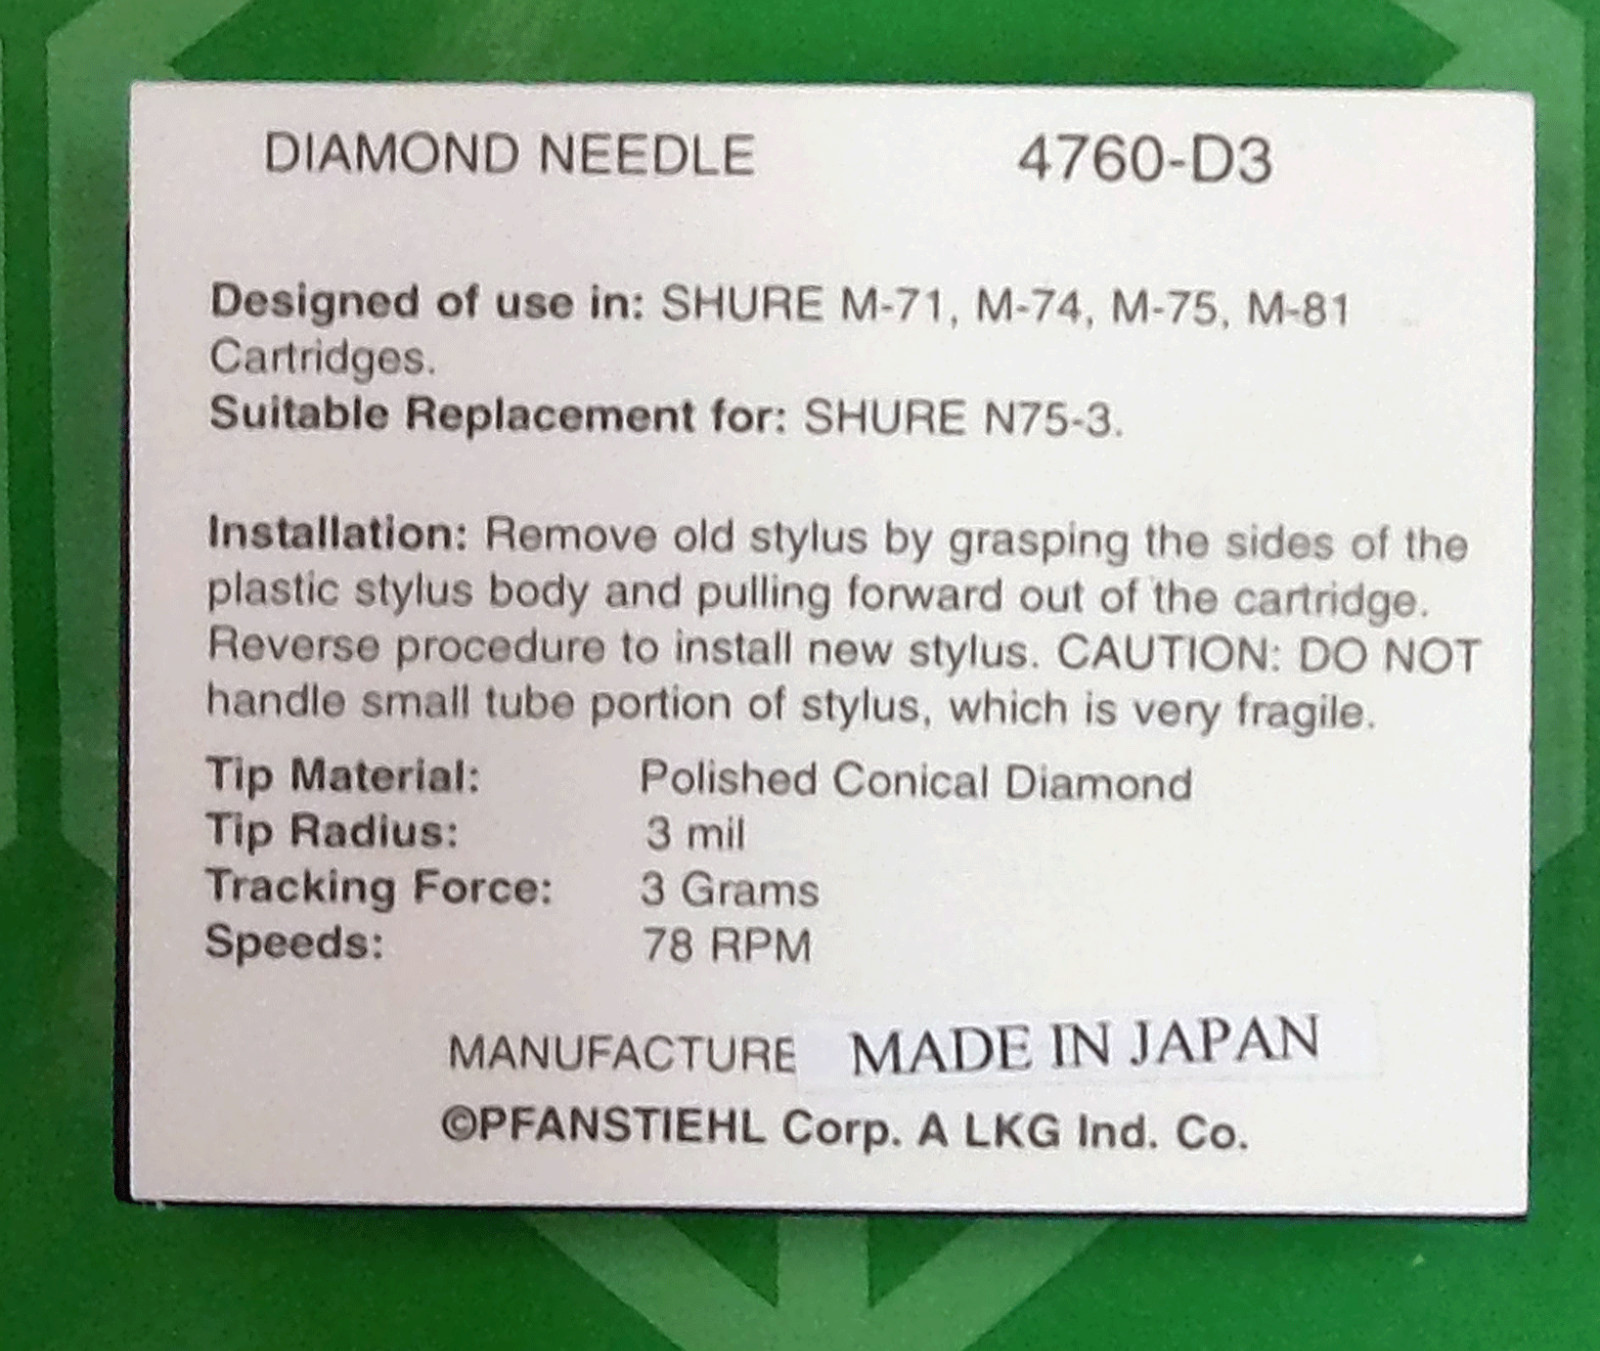 DIAMOND NEEDLE 4760-D3
Designed of use in: SHURE M-71, M-74, M-75, M-81
Cartridges.
Suitable Replacement for: SHURE N75-3.
Installation: Remove old stylus by grasping the sides of the
plastic stylus body and pulling forward out of the cartridge.
Reverse procedure to install new stylus. CAUTION: DO NOT
handle small tube portion of stylus, which is very fragile.
Tip Material: Polished Conical Diamond
Tip Radius: 3 mil
Tracking Force: 3 Grams
Speeds: 78 RPM
MANUFACTURE MADE IN JAPAN
©PFANSTIEHL Corp. A LKG Ind. Co.